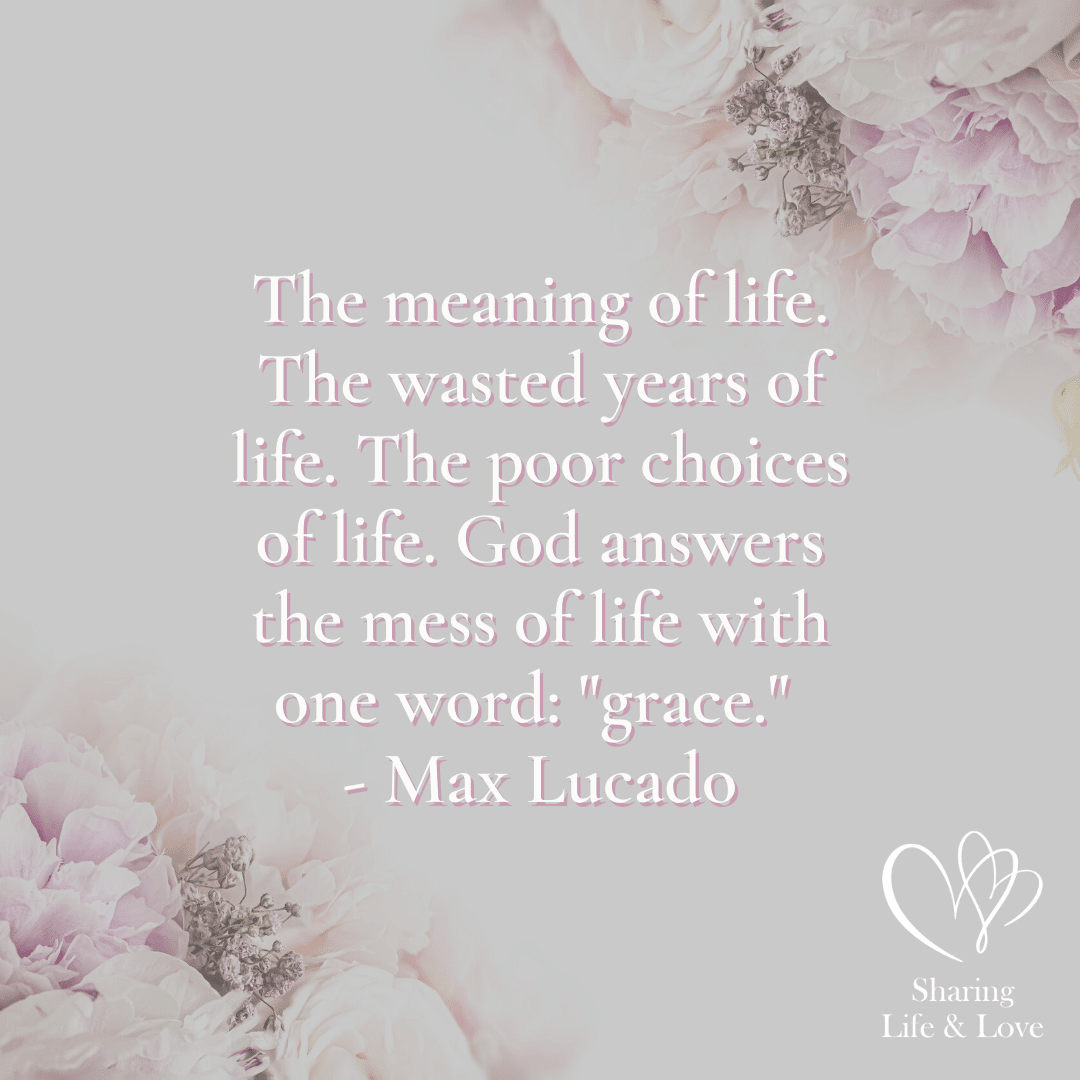 The meaning of life.
The wasted years of
life. The poor choices
of life. God answers
the mess of life with
one word: "grace."
- Max Lucado
Sharing
Life & Love